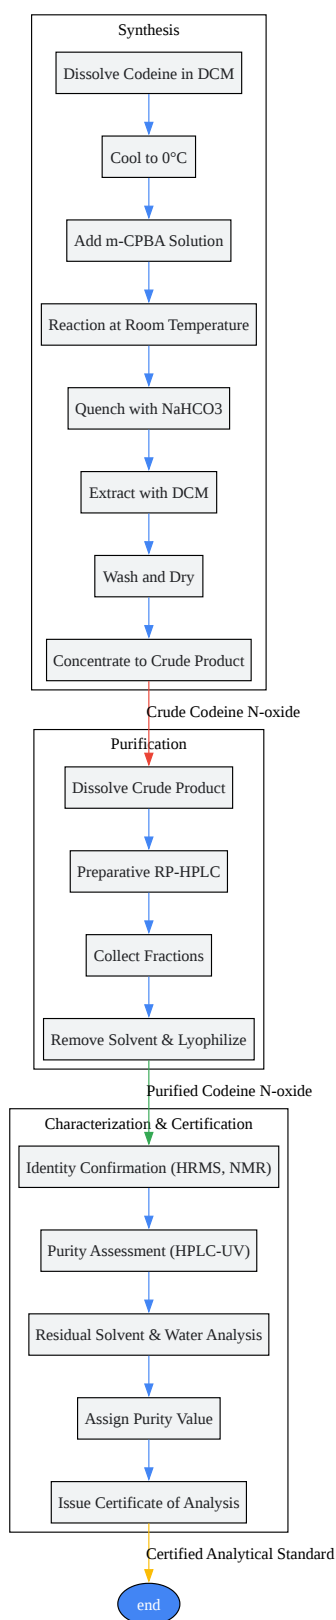 Synthesis
Dissolve Codeine in DCM
Cool to 0°C
Add m-CPBA Solution
Reaction at Room Temperature
Quench with NaHCO3
Extract with DCM
Wash and Dry
Concentrate to Crude Product
Crude Codeine N-oxide
Purification
Dissolve Crude Product
Preparative RP-HPLC
Collect Fractions
Remove Solvent & Lyophilize
Purified Codeine N-oxide
Characterization & Certification
Identity Confirmation (HRMS, NMR)
Purity Assessment (HPLC-UV)
Residual Solvent & Water Analysis
Assign Purity Value
Issue Certificate of Analysis
Certified Analytical Standard
end